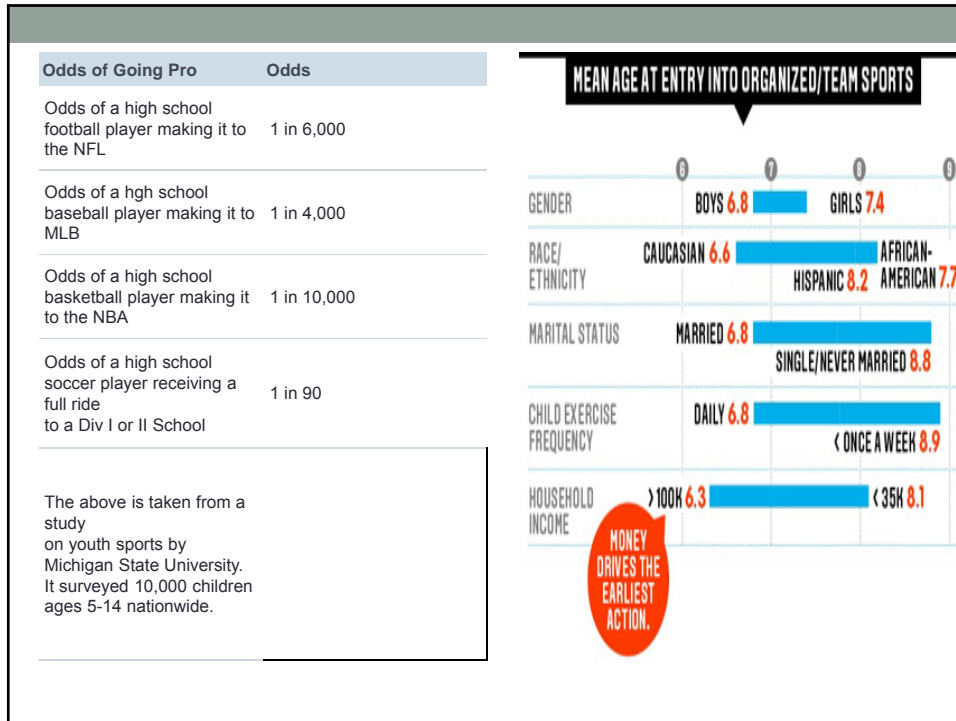 Odds of Going Pro Odds
Odds of a high school
football player making it to
the NFL
1 in 6,000
Odds of a hgh school
baseball player making it to
MLB
1 in 4,000
Odds of a high school
basketball player making it
to the NBA
1 in 10,000
Odds of a high school
soccer player receiving a
full ride
to a Div I or II School
1 in 90
The above is taken from a
study
on youth sports by
Michigan State University.
It surveyed 10,000 children
ages 5-14 nationwide.
MEAN AGE AT ENTRY INTO ORGANIZED/TEAM SPORTS
6 7 8 9
GENDER BOYS 6.8 GIRLS 7.4
RACE/
ETHNICITY
CAUCASIAN 6.6
HISPANIC 8.2
AFRICAN-
AMERICAN 7.7
MARITAL STATUS MARRIED 6.8
SINGLE/NEVER MARRIED 8.8
CHILD EXERCISE
FREQUENCY
DAILY 6.8
< ONCE A WEEK 8.9
HOUSEHOLD
INCOME
>100K 6.3 <35K 8.1
MONEY
DRIVES THE
EARLIEST
ACTION.